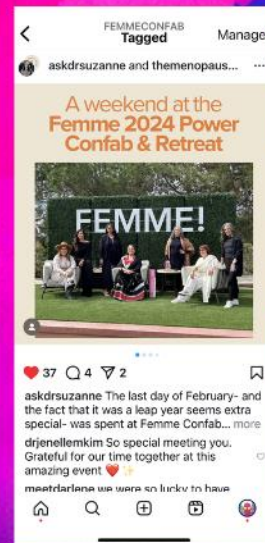 FEMMECONFAB
Tagged
Manage
askdrsuzanne and themenopaus...
A weekend at the
Femme 2024 Power
Confab & Retreat
FEMME!
37 4 2
askdrsuzanne The last day of February- and
the fact that it was a leap year seems extra
special- was spent at Femme Confab... more
drjenellemkim So special meeting you.
Grateful for our time together at this
amazing event ❤️ ✨
meetdarlene we were so lucky to have